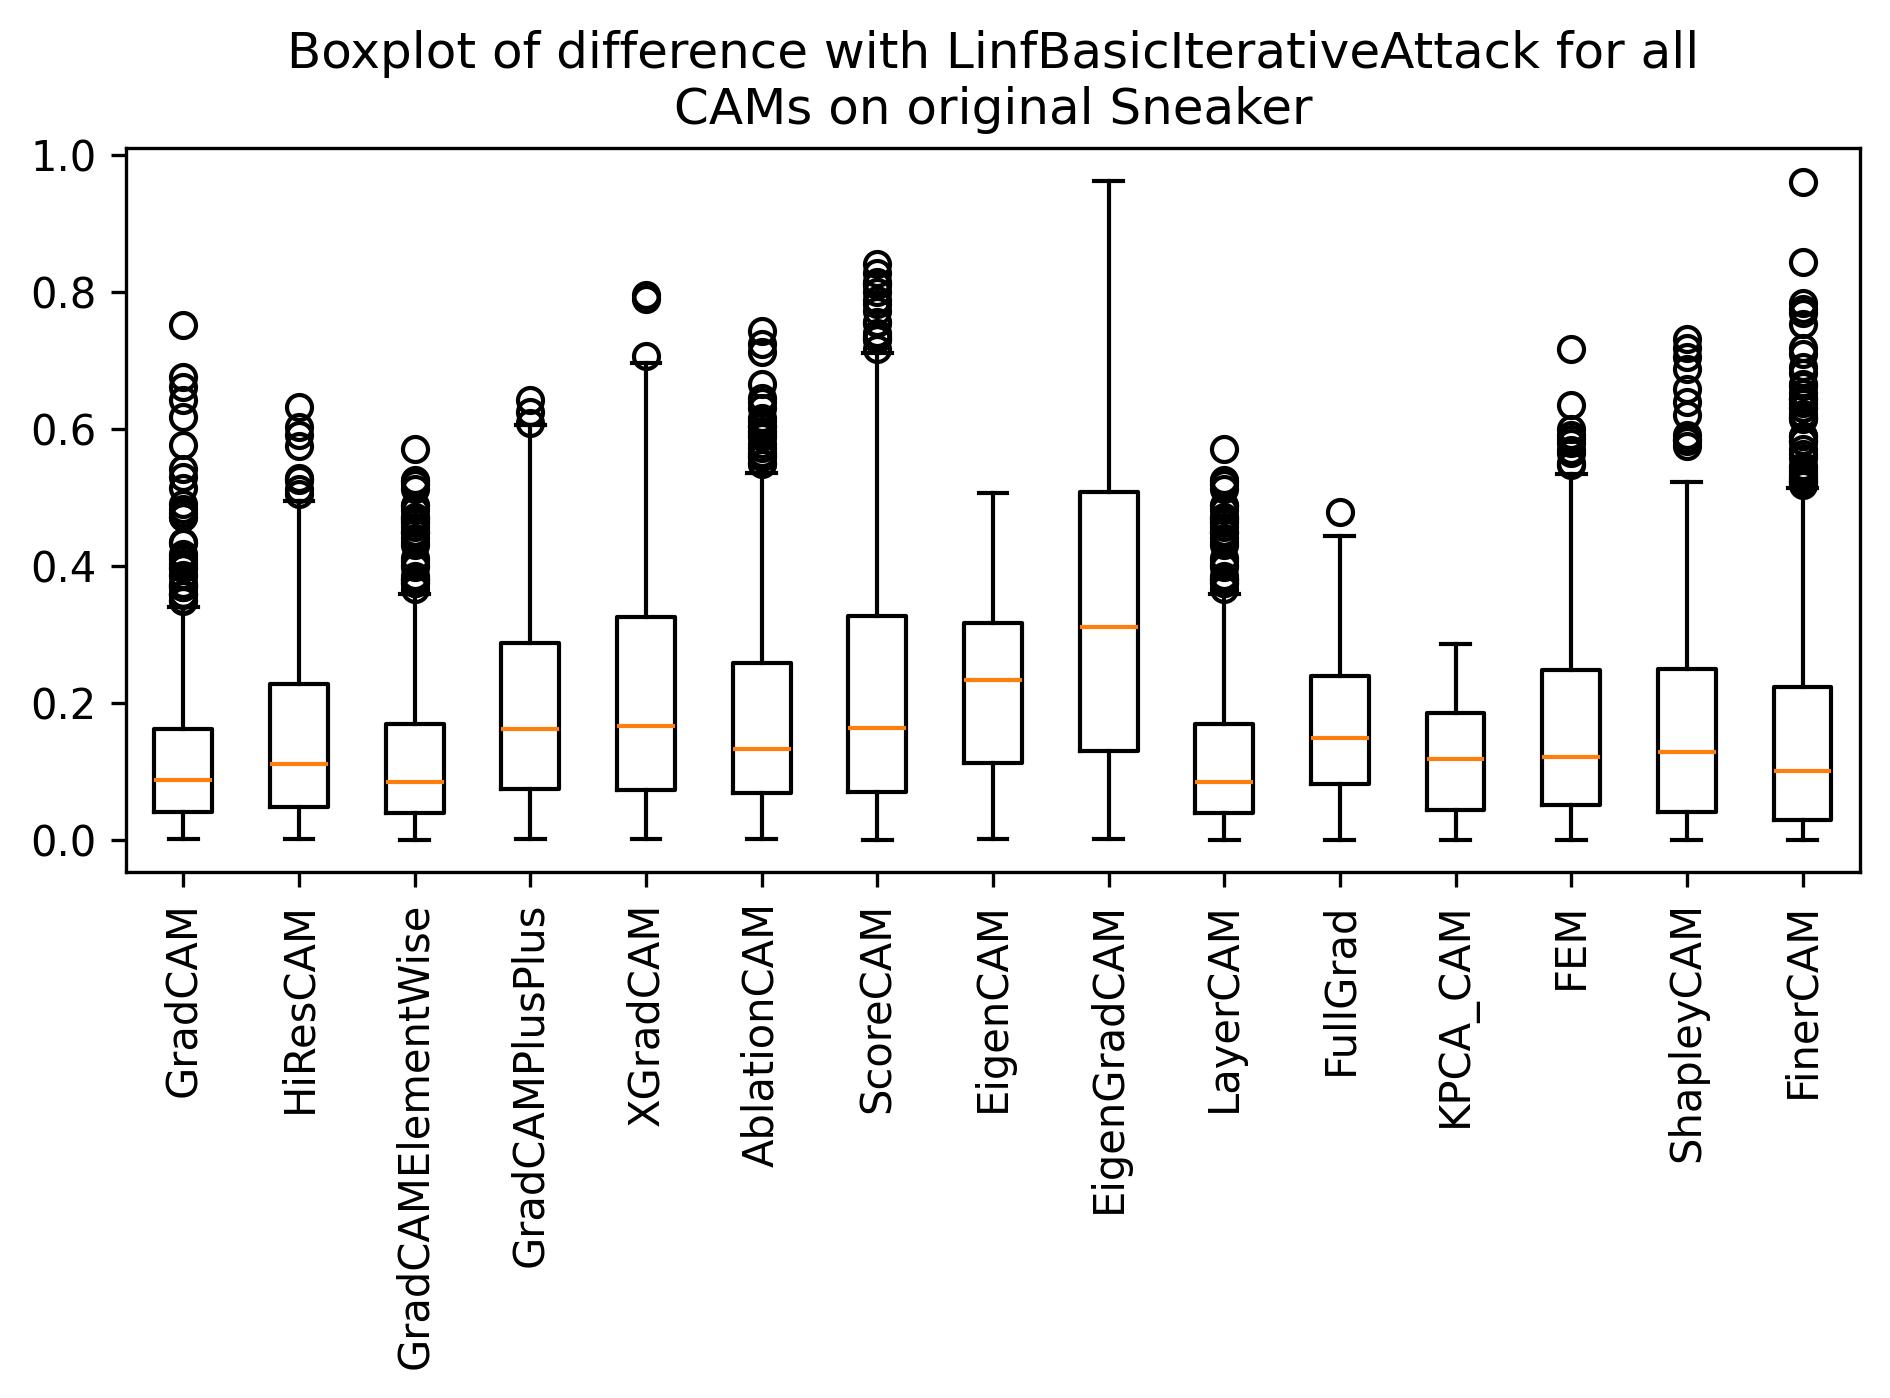 Boxplot of difference with LinfBasicIterativeAttack for all
CAMs on original Sneaker
1.0
0.8
0.6
0.4
0.2
0.0
GradCAM
HiResCAM
GradCAMElementWise
GradCAMPlusPlus
XGradCAM
AblationCAM
ScoreCAM
EigenCAM
EigenGradCAM
LayerCAM
FullGrad
KPCA_CAM
FEM
ShapleyCAM
FinerCAM